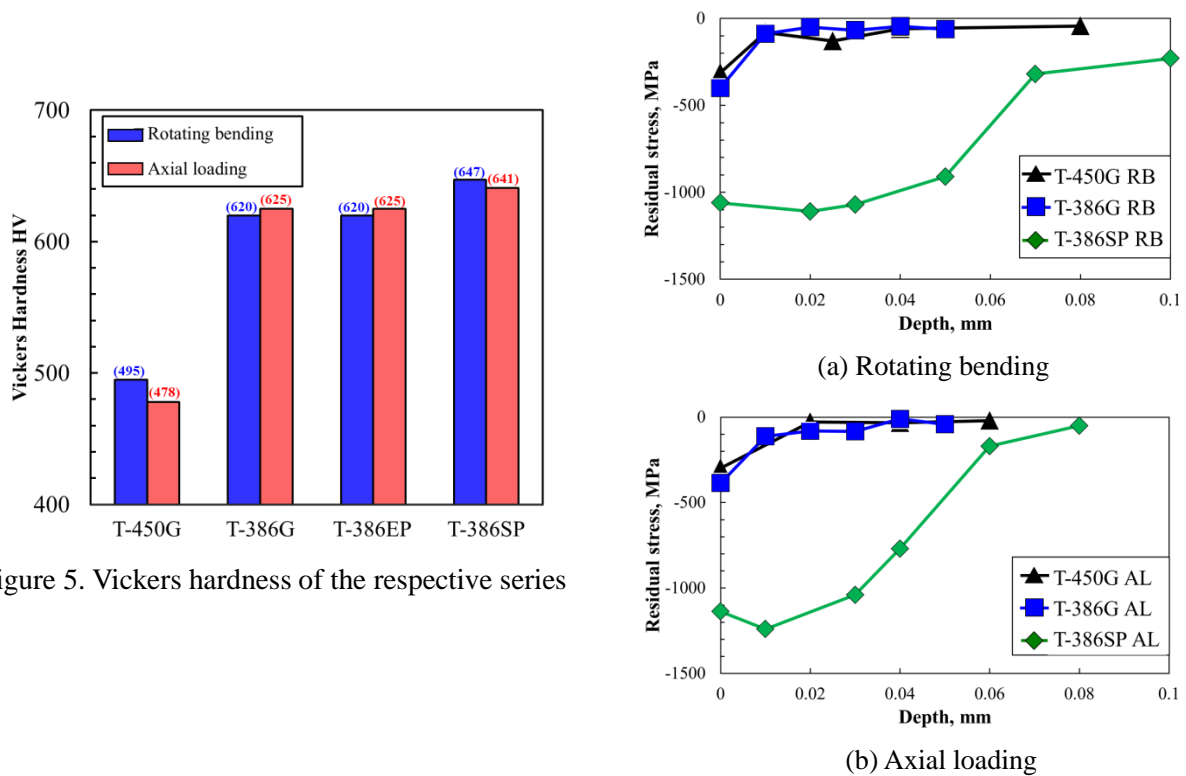 700
600
500
400
Vickers Hardness HV
Rotating bending
Axial loading
(495)
(478)
(620)
(625)
(620)
(625)
(647)
(641)
T-450G
T-386G
T-386EP
T-386SP
igure 5. Vickers hardness of the respective series
0
-500
-1000
-1500
Residual stress, MPa
T-450G RB
T-386G RB
T-386SP RB
0
0.02
0.04
0.06
0.08
0.1
Depth, mm
(a) Rotating bending
0
-500
-1000
-1500
Residual stress, MPa
T-450G AL
T-386G AL
T-386SP AL
0
0.02
0.04
0.06
0.08
0.1
Depth, mm
(b) Axial loading